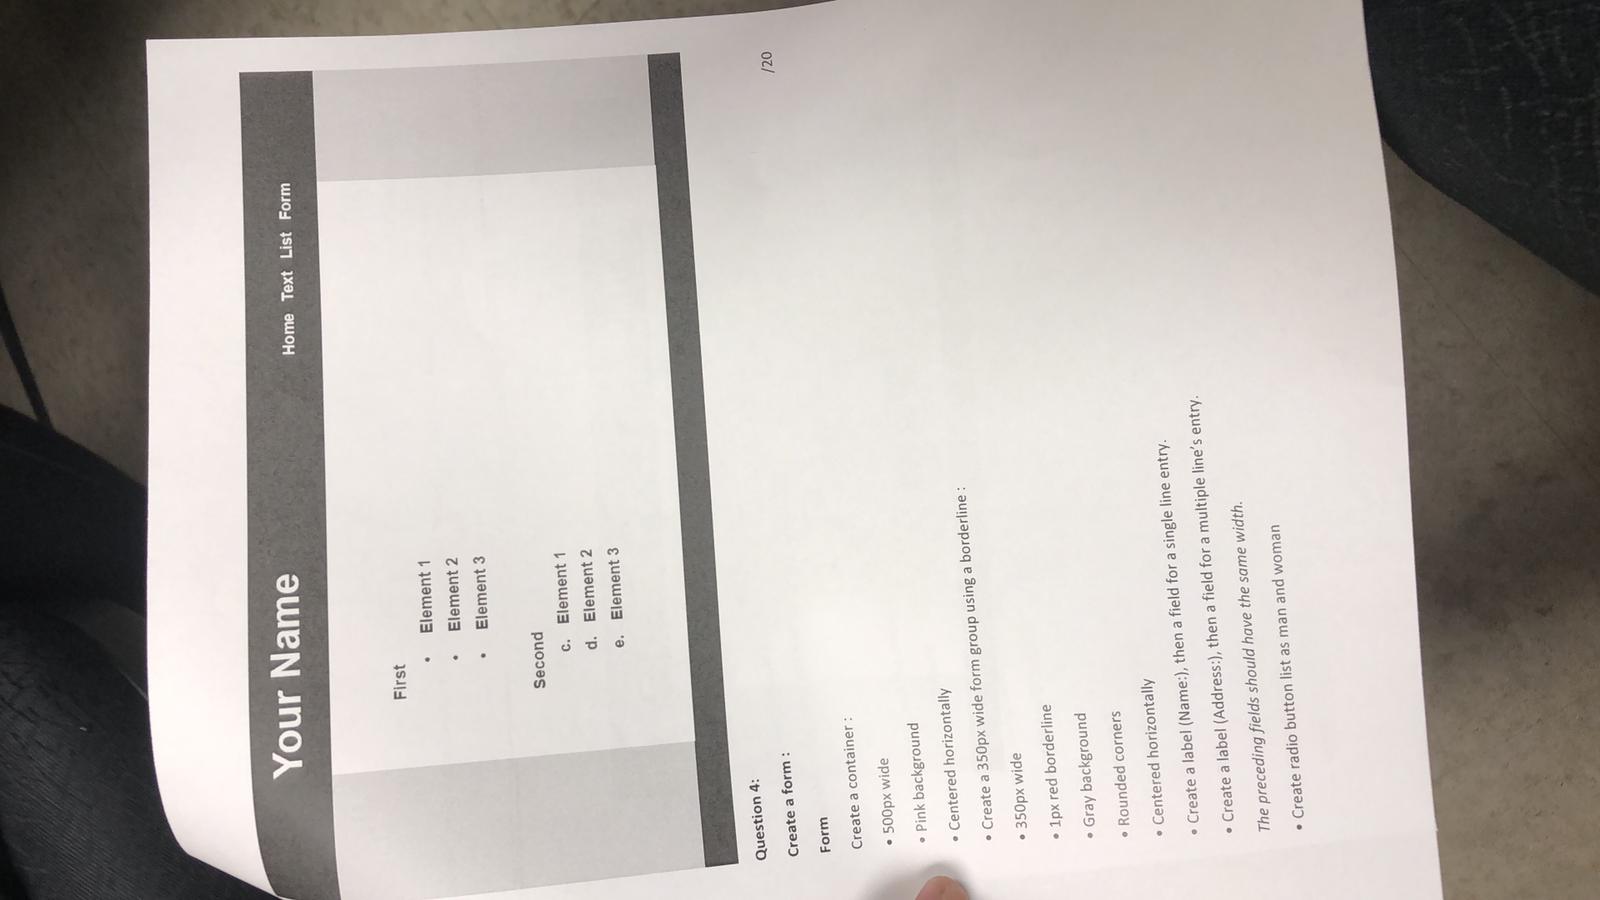 Your Name
Home Text List Form
First
• Element 1
• Element 2
• Element 3
Second
c. Element 1
d. Element 2
e. Element 3
Question 4:
/20
Create a form :
Form
Create a container :
• 500px wide
• Pink background
• Centered horizontally
• Create a 350px wide form group using a borderline :
• 350px wide
• 1px red borderline
• Gray background
• Rounded corners
• Centered horizontally
• Create a label (Name:), then a field for a single line entry.
• Create a label (Address:), then a field for a multiple line's entry.
The preceding fields should have the same width.
• Create radio button list as man and woman